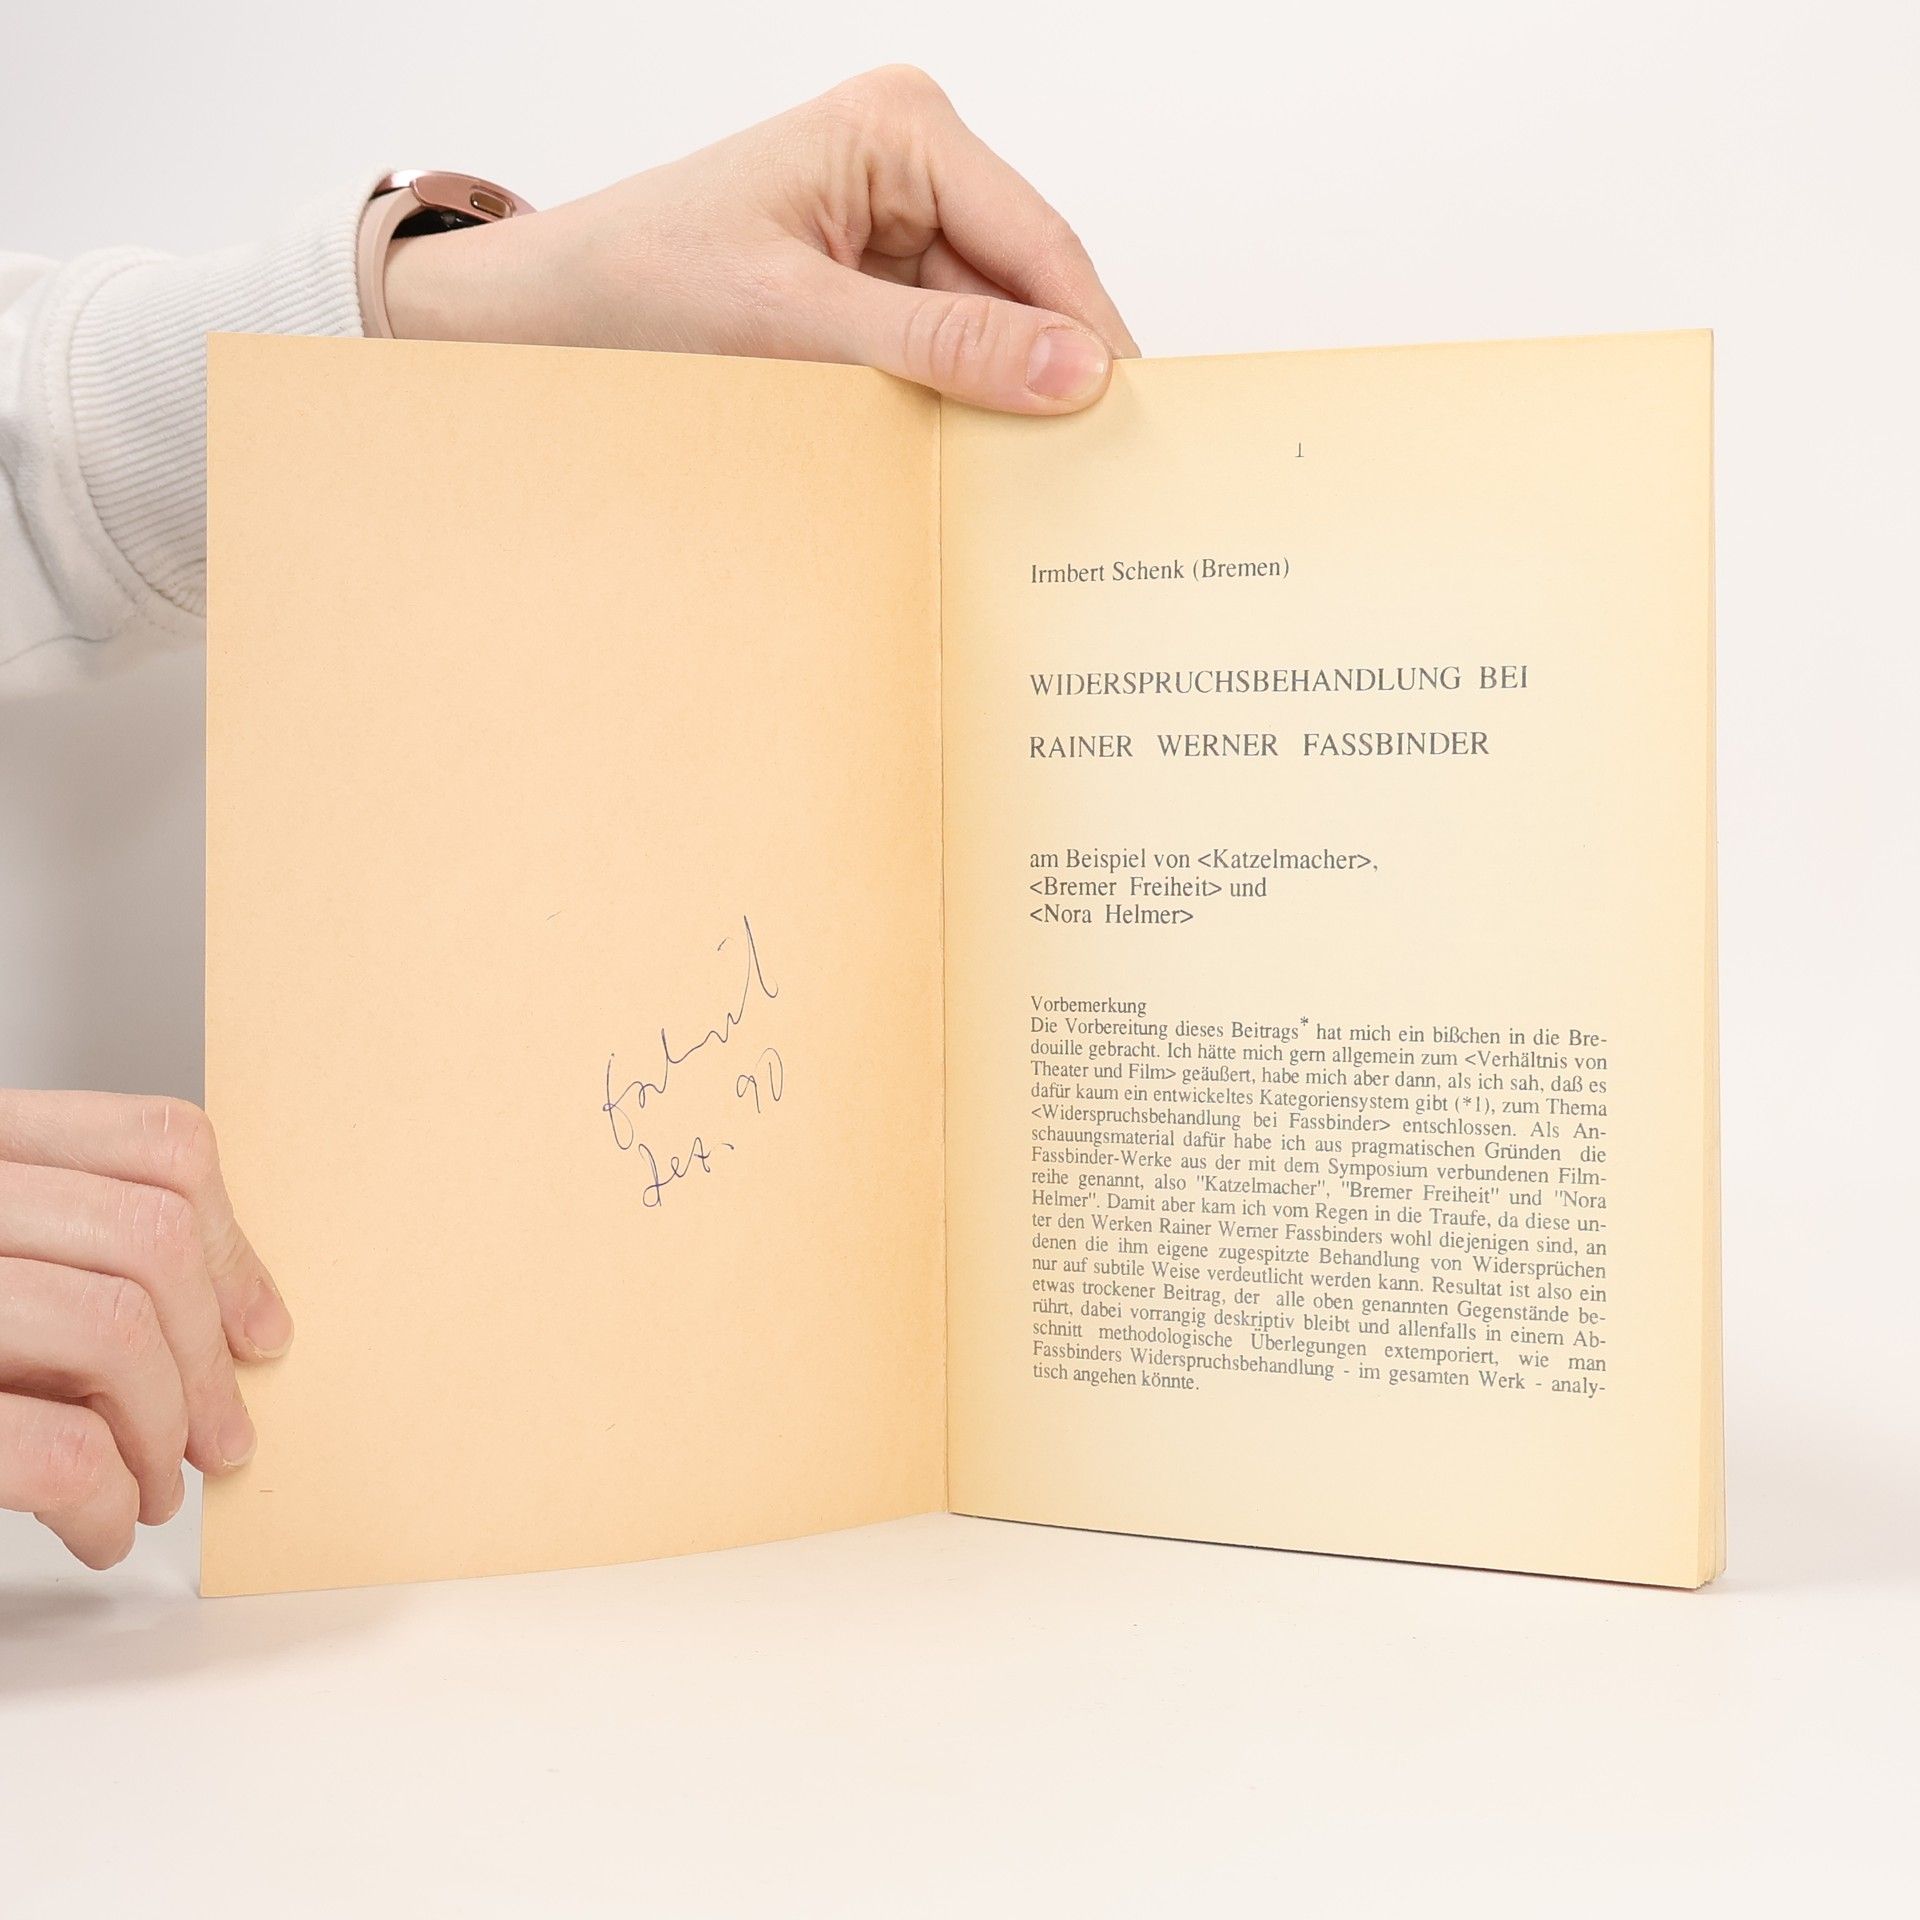 90
1
Irmbert Schenk (Bremen)
WIDERSPRUCHSBEHANDLUNG BEI
RAINER WERNER FASSBINDER
am Beispiel von <Katzelmacher>,
<Bremer Freiheit> und
<Nora Helmer>
Vorbemerkung
Die Vorbereitung dieses Beitrags* hat mich ein bißchen in die Bre-
douille gebracht. Ich hätte mich gern allgemein zum <Verhältnis von
Theater und Film> geäußert, habe mich aber dann, als ich sah, daß es
dafür kaum ein entwickeltes Kategoriensystem gibt (*1), zum Thema
<Widerspruchsbehandlung bei Fassbinder> entschlossen. Als An-
schauungsmaterial dafür habe ich aus pragmatischen Gründen die
Fassbinder-Werke aus der mit dem Symposium verbundenen Film-
reihe genannt, also "Katzelmacher", "Bremer Freiheit" und "Nora
Helmer". Damit aber kam ich vom Regen in die Traufe, da diese un-
ter den Werken Rainer Werner Fassbinders wohl diejenigen sind, an
denen die ihm eigene zugespitzte Behandlung von Widersprüchen
nur auf subtile Weise verdeutlicht werden kann. Resultat ist also ein
etwas trockener Beitrag, der alle oben genannten Gegenstände be-
rührt, dabei vorrangig deskriptiv bleibt und allenfalls in einem Ab-
schnitt methodologische Überlegungen extemporiert, wie man
Fassbinders Widerspruchsbehandlung - im gesamten Werk - analy-
tisch angehen könnte.